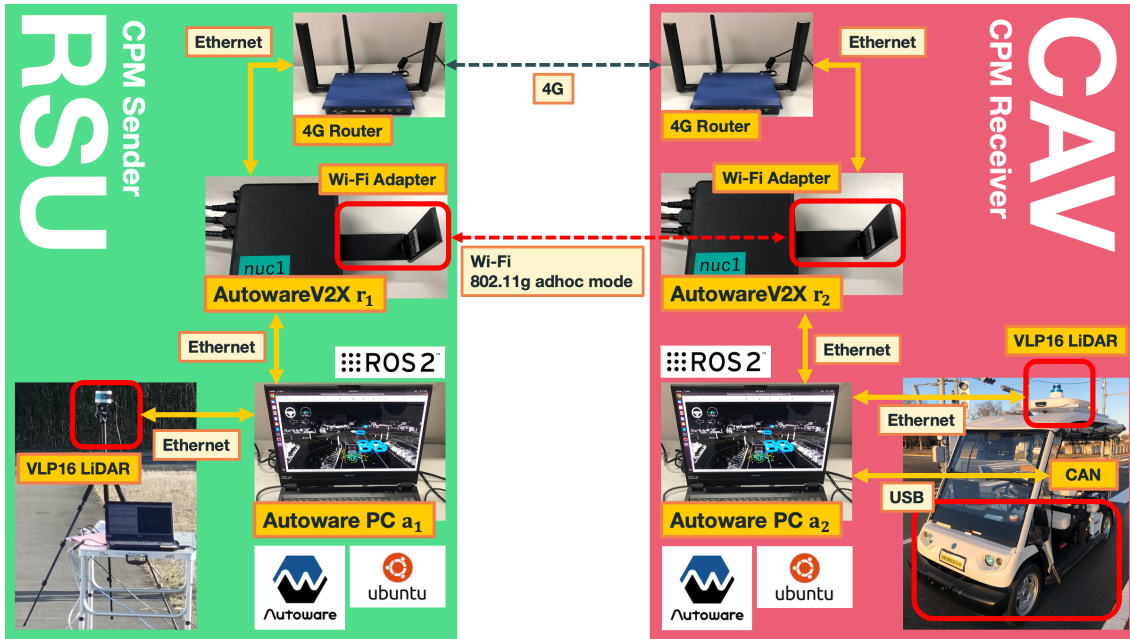 RSU
CPM Sender
Ethernet
4G Router
Wi-Fi Adapter
nuc1
AutowareV2X r₁
Ethernet
ROS 2™
VLP16 LiDAR
Ethernet
Autoware PC a₁
Autoware
ubuntu
4G
Wi-Fi
802.11g adhoc mode
CAV
CPM Receiver
Ethernet
4G Router
Wi-Fi Adapter
nuc1
AutowareV2X r₂
Ethernet
ROS 2™
VLP16 LiDAR
Ethernet
CAN
USB
Autoware PC a₂
Autoware
ubuntu